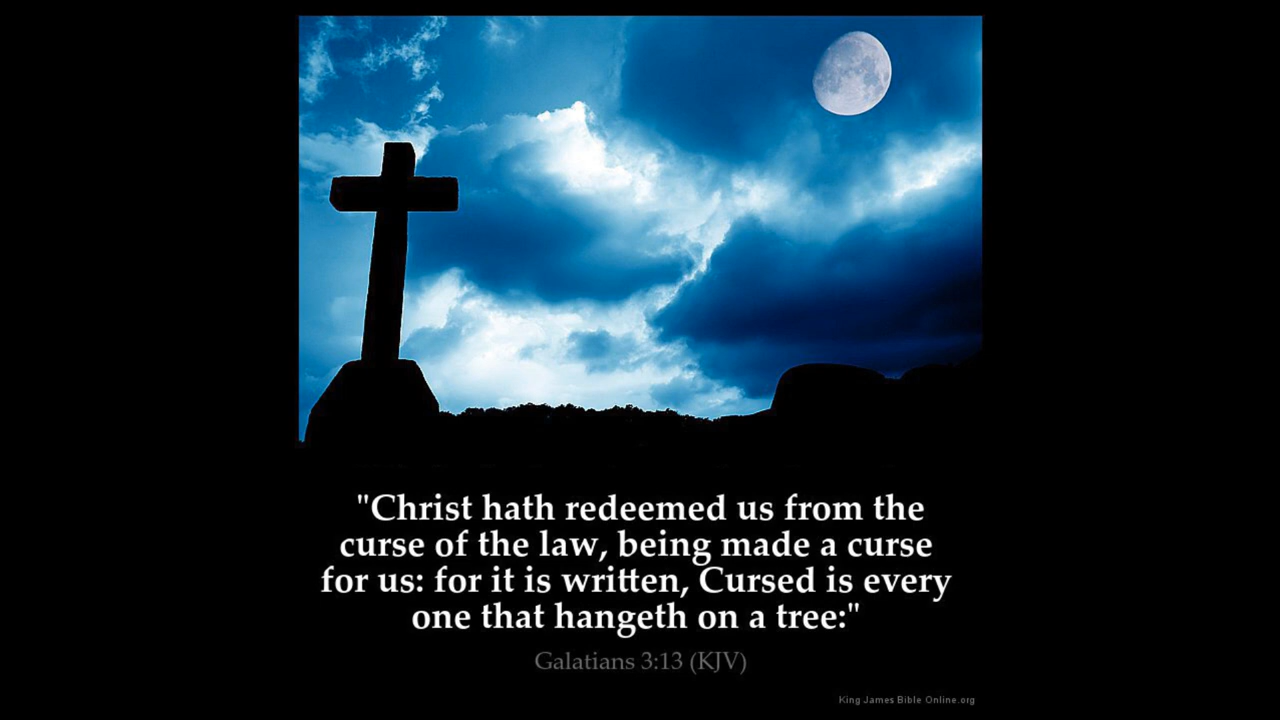 "Christ hath redeemed us from the
curse of the law, being made a curse
for us: for it is written, Cursed is every
one that hangeth on a tree:"
Galatians 3:13 (KJV)
King James Bible Online.org